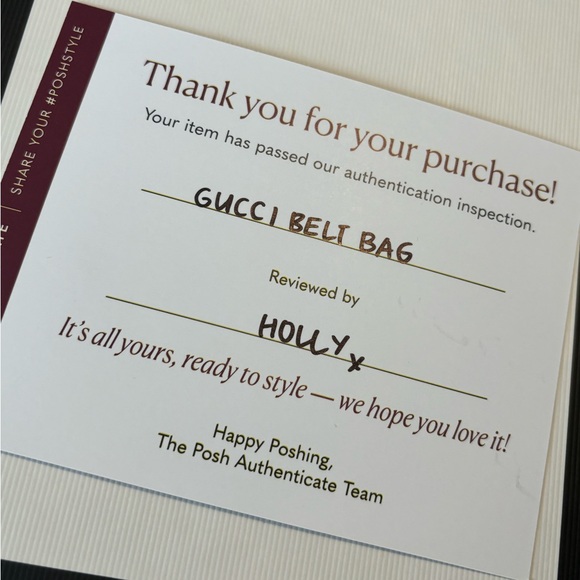 SHARE YOUR #POSHSTYLE
Thank you for your purchase!
Your item has passed our authentication inspection.
GUCCI BELT BAG
Reviewed by
HOLLY x
It's all yours, ready to style — we hope you love it!
Happy Poshing,
The Posh Authenticate Team